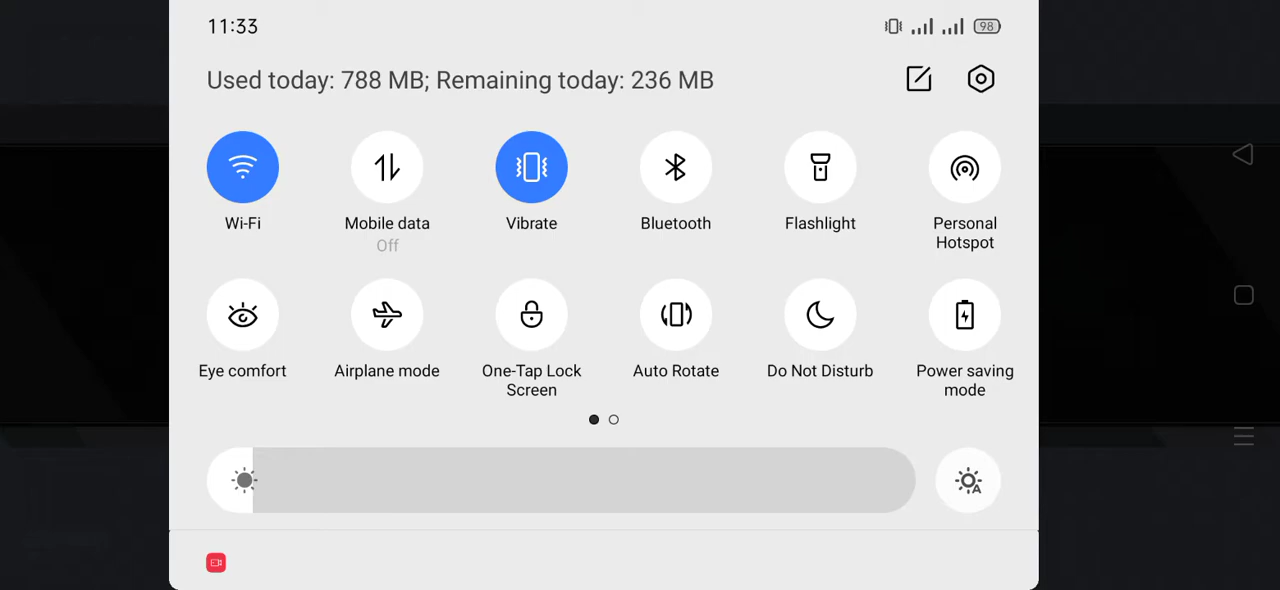 11:33
98
Used today: 788 MB; Remaining today: 236 MB
Wi-Fi
Mobile data
Off
Vibrate
Bluetooth
Flashlight
Personal
Hotspot
Eye comfort
Airplane mode
One-Tap Lock
Screen
Auto Rotate
Do Not Disturb
Power saving
mode
A